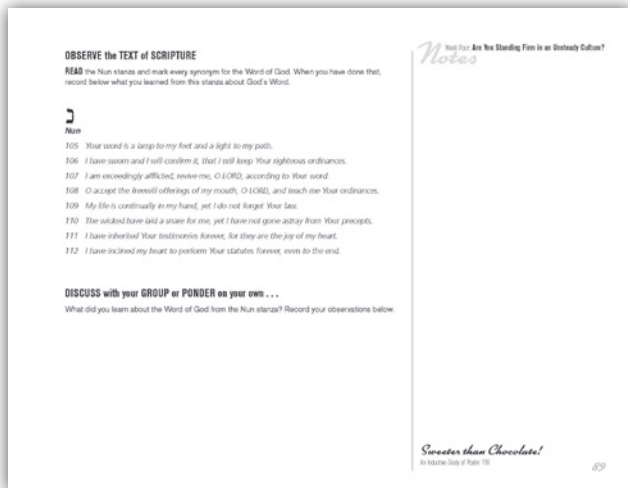 OBSERVE the TEXT of SCRIPTURE
READ the Nun stanza and mark every synonym for the Word of God. When you have done that,
record below what you learned from this stanza about God's Word.
נ
Nun
105 Your word is a lamp to my feet and a light to my path.
106 I have sworn and I will confirm it, that I will keep Your righteous ordinances.
107 I am exceedingly afflicted; revive me, O LORD, according to Your word.
108 O accept the freewill offerings of my mouth, O LORD, and teach me Your ordinances.
109 My life is continually in my hand, yet I do not forget Your law.
110 The wicked have laid a snare for me, yet I have not gone astray from Your precepts.
111 I have inherited Your testimonies forever, for they are the joy of my heart.
112 I have inclined my heart to perform Your statutes forever, even to the end.
DISCUSS with your GROUP or PONDER on your own . . .
What did you learn about the Word of God from the Nun stanza? Record your observations below.
Week Four: Are You Standing Firm in an Unsteady Culture?
Notes
Sweeter than Chocolate!
An Inductive Study of Psalm 119
89